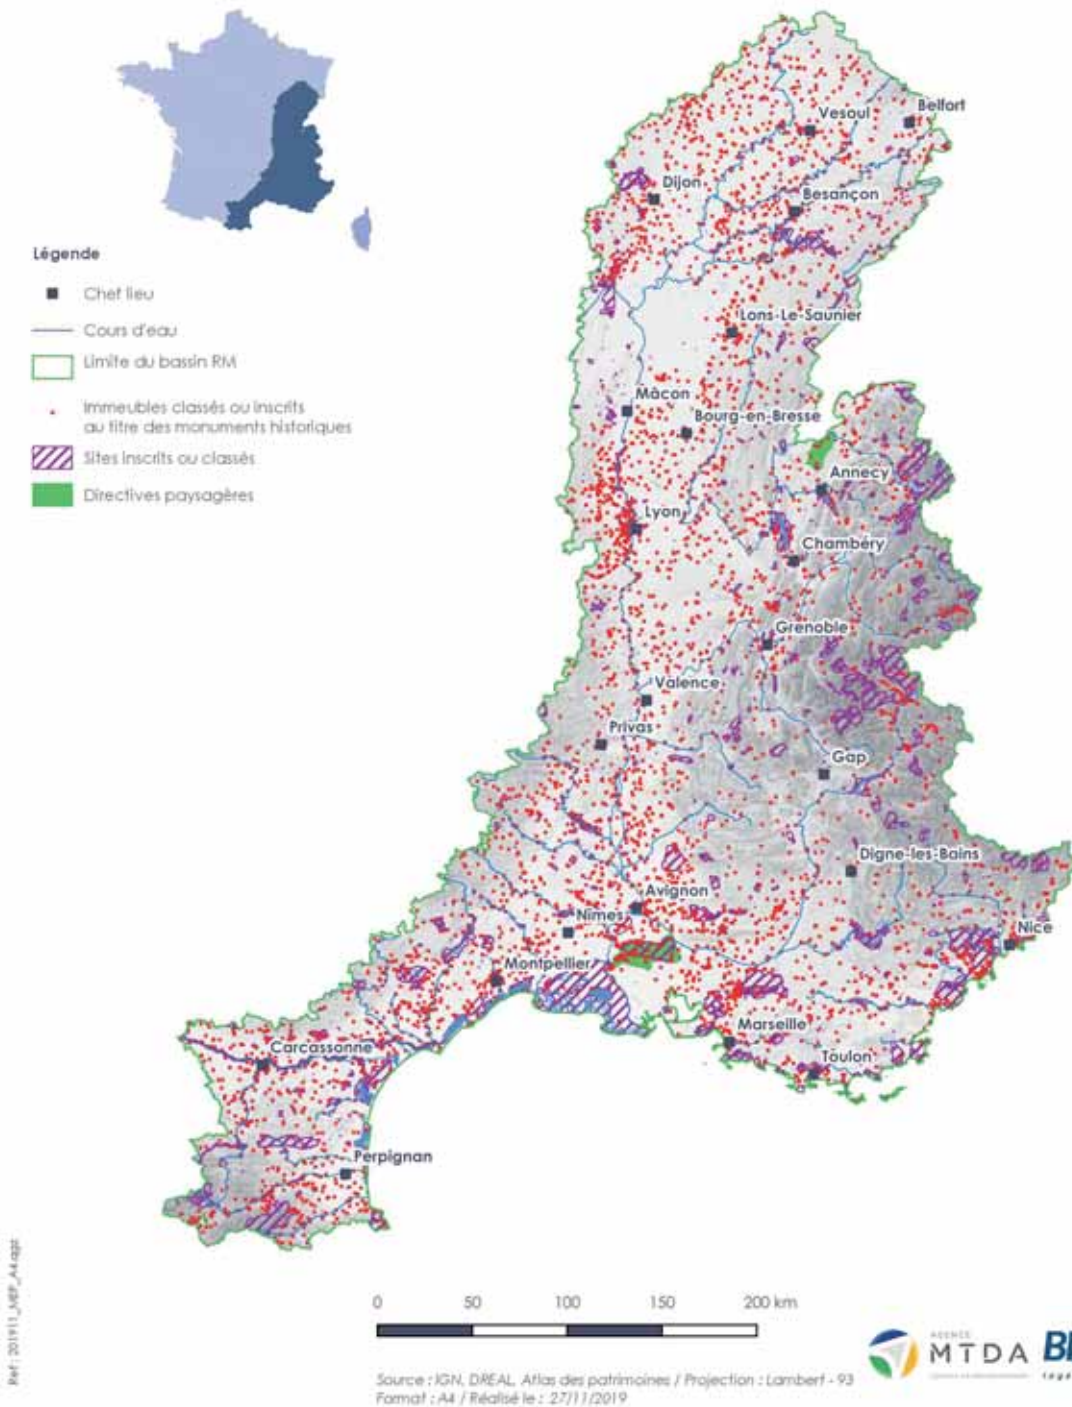 Légende
Chef lieu
Cours d'eau
Limite du bassin RM
Immeubles classés ou inscrits
au titre des monuments historiques
Sites inscrits ou classés
Directives paysagères
Vesoul
Belfort
Dijon
Besançon
Lons-Le-Saunier
Mâcon
Bourg-en-Bresse
Annecy
Lyon
Chambéry
Grenoble
Valence
Privas
Gap
Digne-les-Bains
Avignon
Nîmes
Nice
Montpellier
Marseille
Carcassonne
Toulon
Perpignan
0 50 100 150 200 km
Source : IGN, DREAL, Atlas des patrimoines / Projection : Lambert - 93
Format : A4 / Réalisé le : 27/11/2019
AGENCE
MTDA
Ref : 201911_MEP_A4.qgz